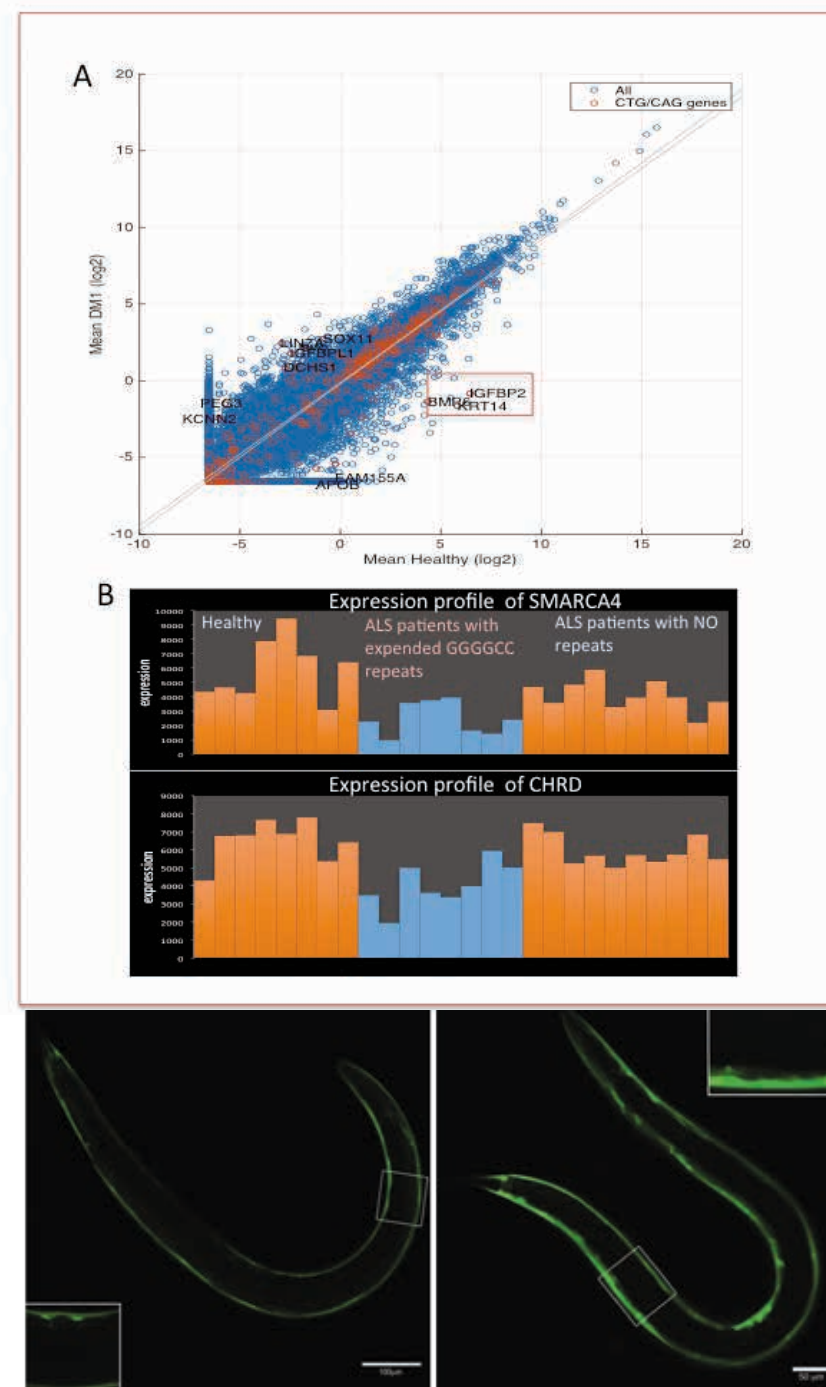 A
20
15
10
5
0
-5
-10
Mean DM1 (log2)
All
CTG/CAG genes
LIN7A
SOX11
IGFBPL1
DCHS1
PEG3
KCNN2
IGFBP2
KRT14
FAM155A
APOB
-10 -5 0 5 10 15 20
Mean Healthy (log2)
B
Expression profile of SMARCA4
Healthy
ALS patients with
expended GGGGCC
repeats
ALS patients with NO
repeats
expression
10000
9000
8000
7000
6000
5000
4000
3000
2000
1000
0
Expression profile of CHRD
expression
9000
8000
7000
6000
5000
4000
3000
2000
1000
0
100µm
50 µm